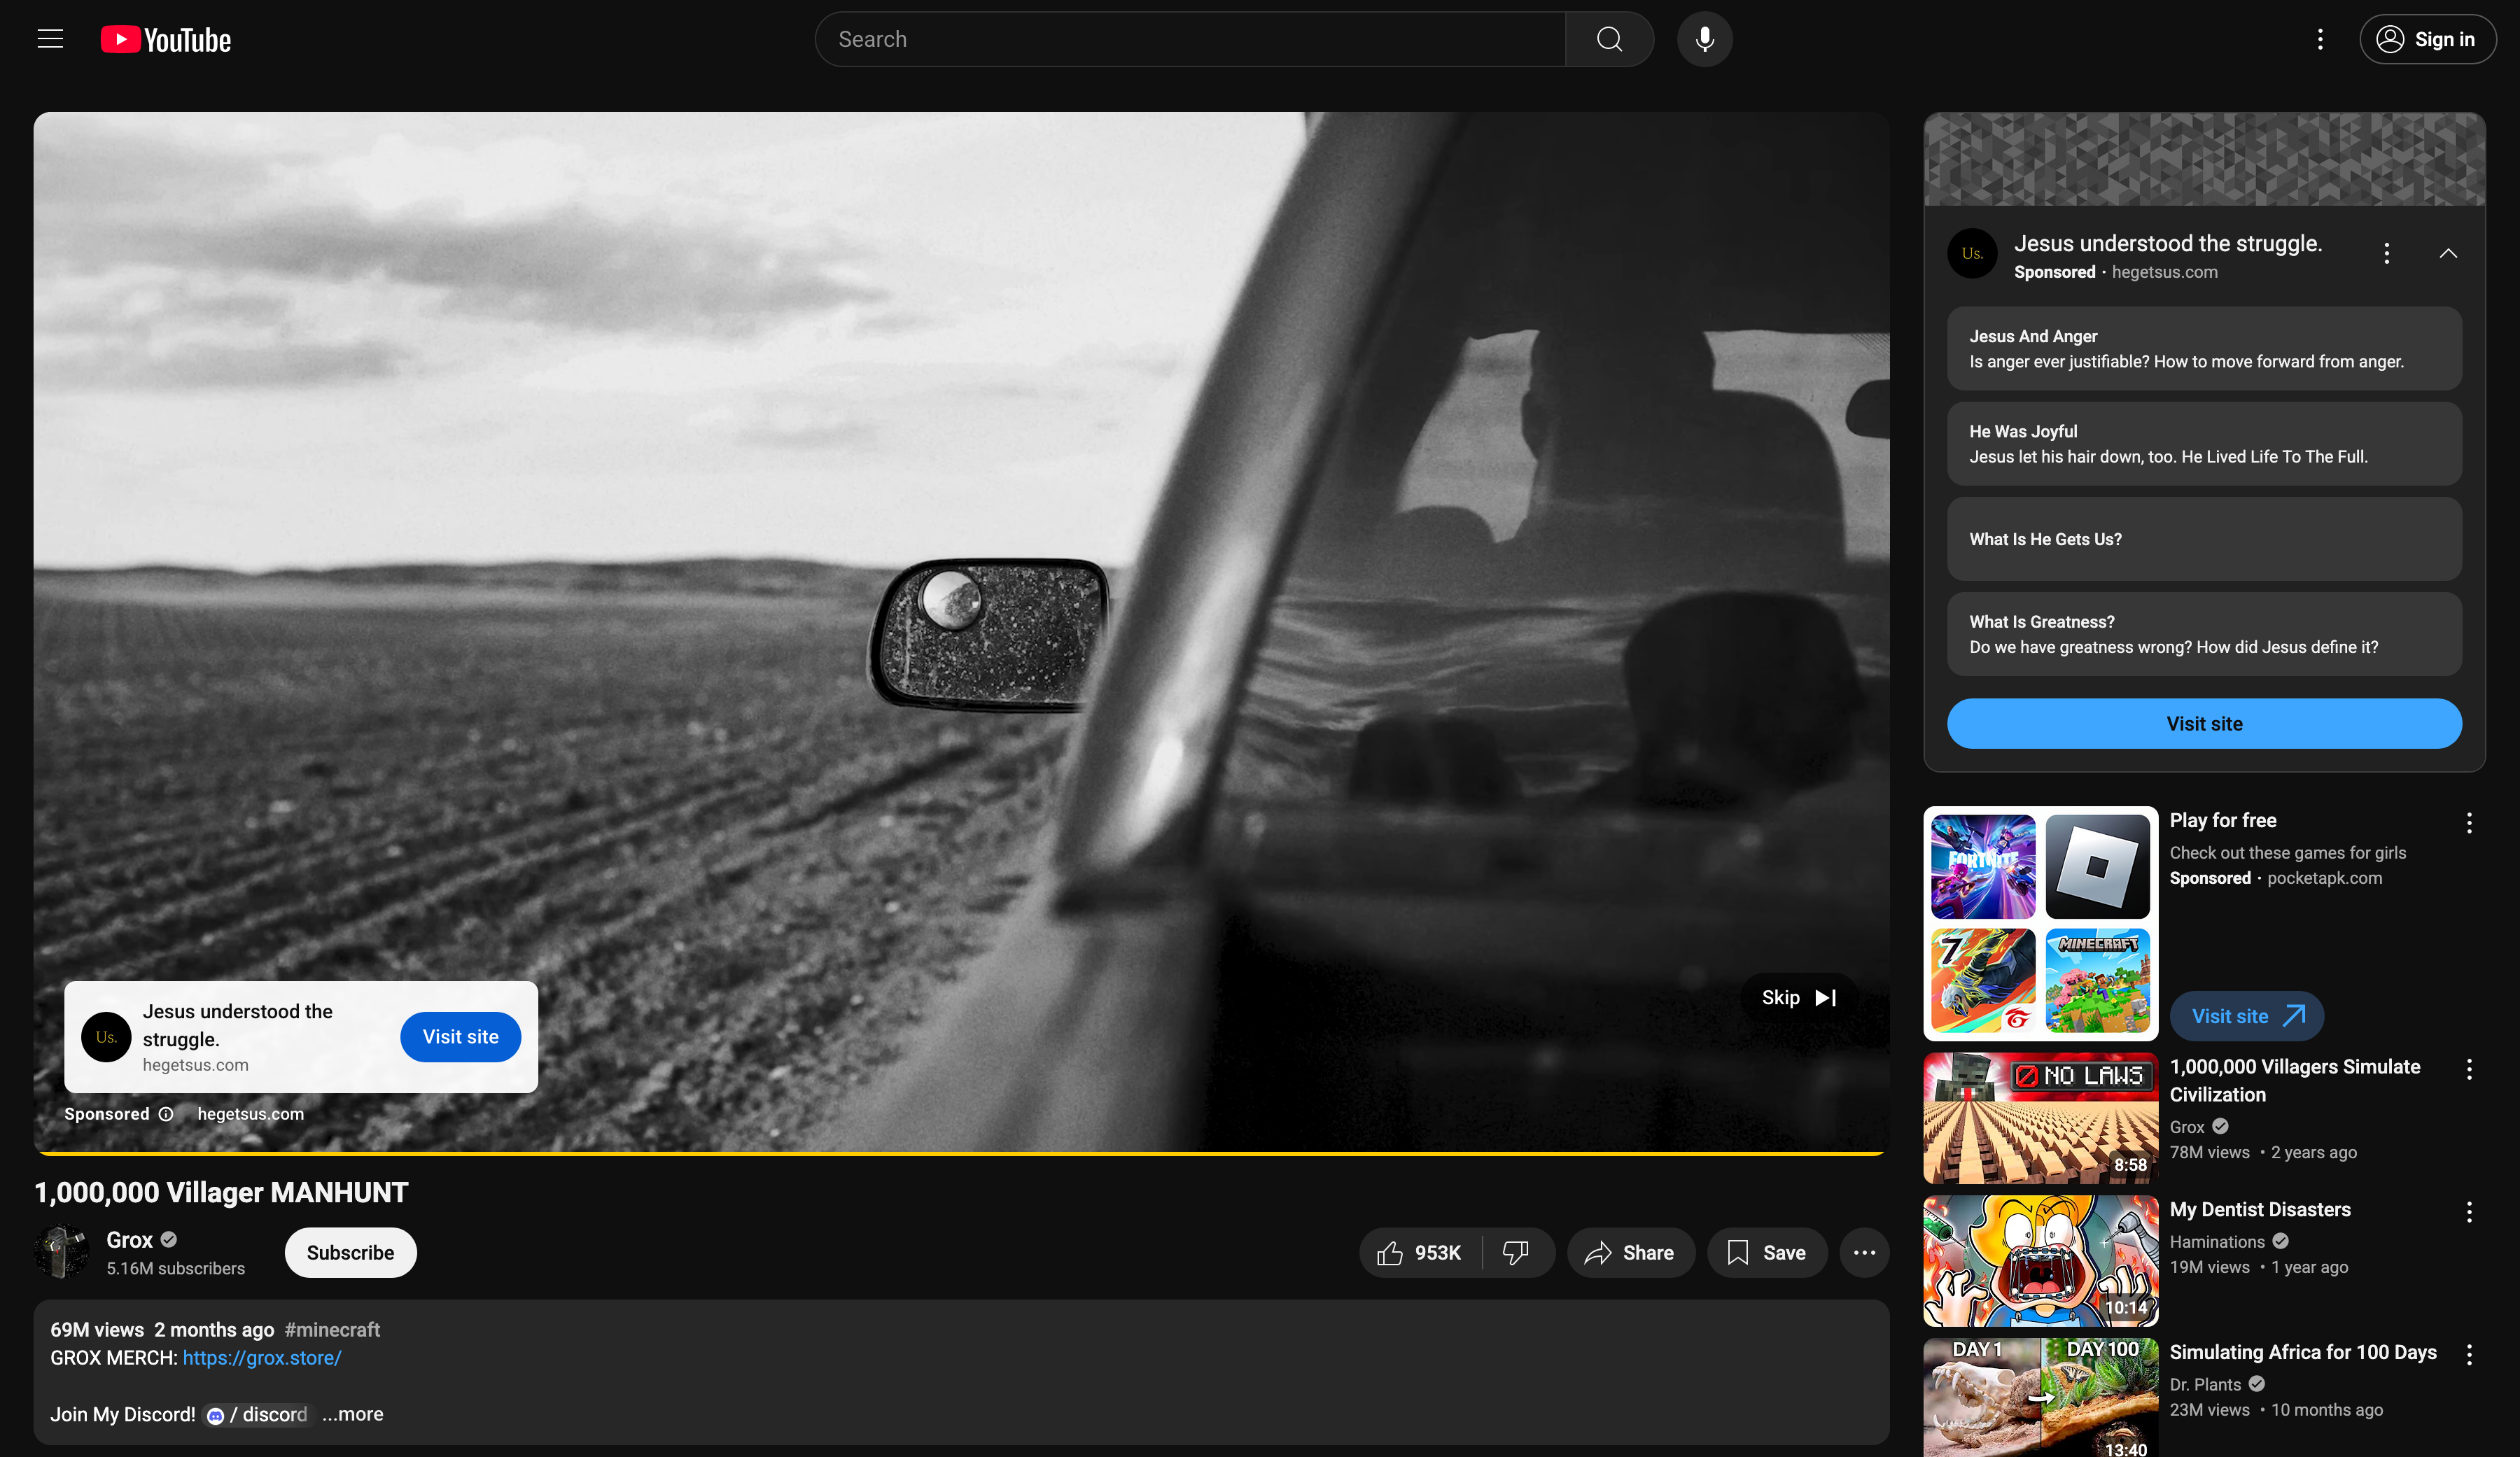 YouTube
Search
Sign in
Us.
Jesus understood the struggle.
Sponsored · hegetsus.com
Jesus And Anger
Is anger ever justifiable? How to move forward from anger.
He Was Joyful
Jesus let his hair down, too. He Lived Life To The Full.
What Is He Gets Us?
What Is Greatness?
Do we have greatness wrong? How did Jesus define it?
Visit site
Skip
Us.
Jesus understood the
struggle.
hegetsus.com
Visit site
Sponsored hegetsus.com
1,000,000 Villager MANHUNT
Grox
5.16M subscribers
Subscribe
953K
Share
Save
69M views 2 months ago #minecraft
GROX MERCH: https://grox.store/
Join My Discord! / discord ...more
FORTNITE
7
MINECRAFT
Play for free
Check out these games for girls
Sponsored · pocketapk.com
Visit site
NO LAWS
8:58
1,000,000 Villagers Simulate
Civilization
Grox
78M views • 2 years ago
10:14
My Dentist Disasters
Haminations
19M views • 1 year ago
DAY 1
DAY 100
13:40
Simulating Africa for 100 Days
Dr. Plants
23M views • 10 months ago